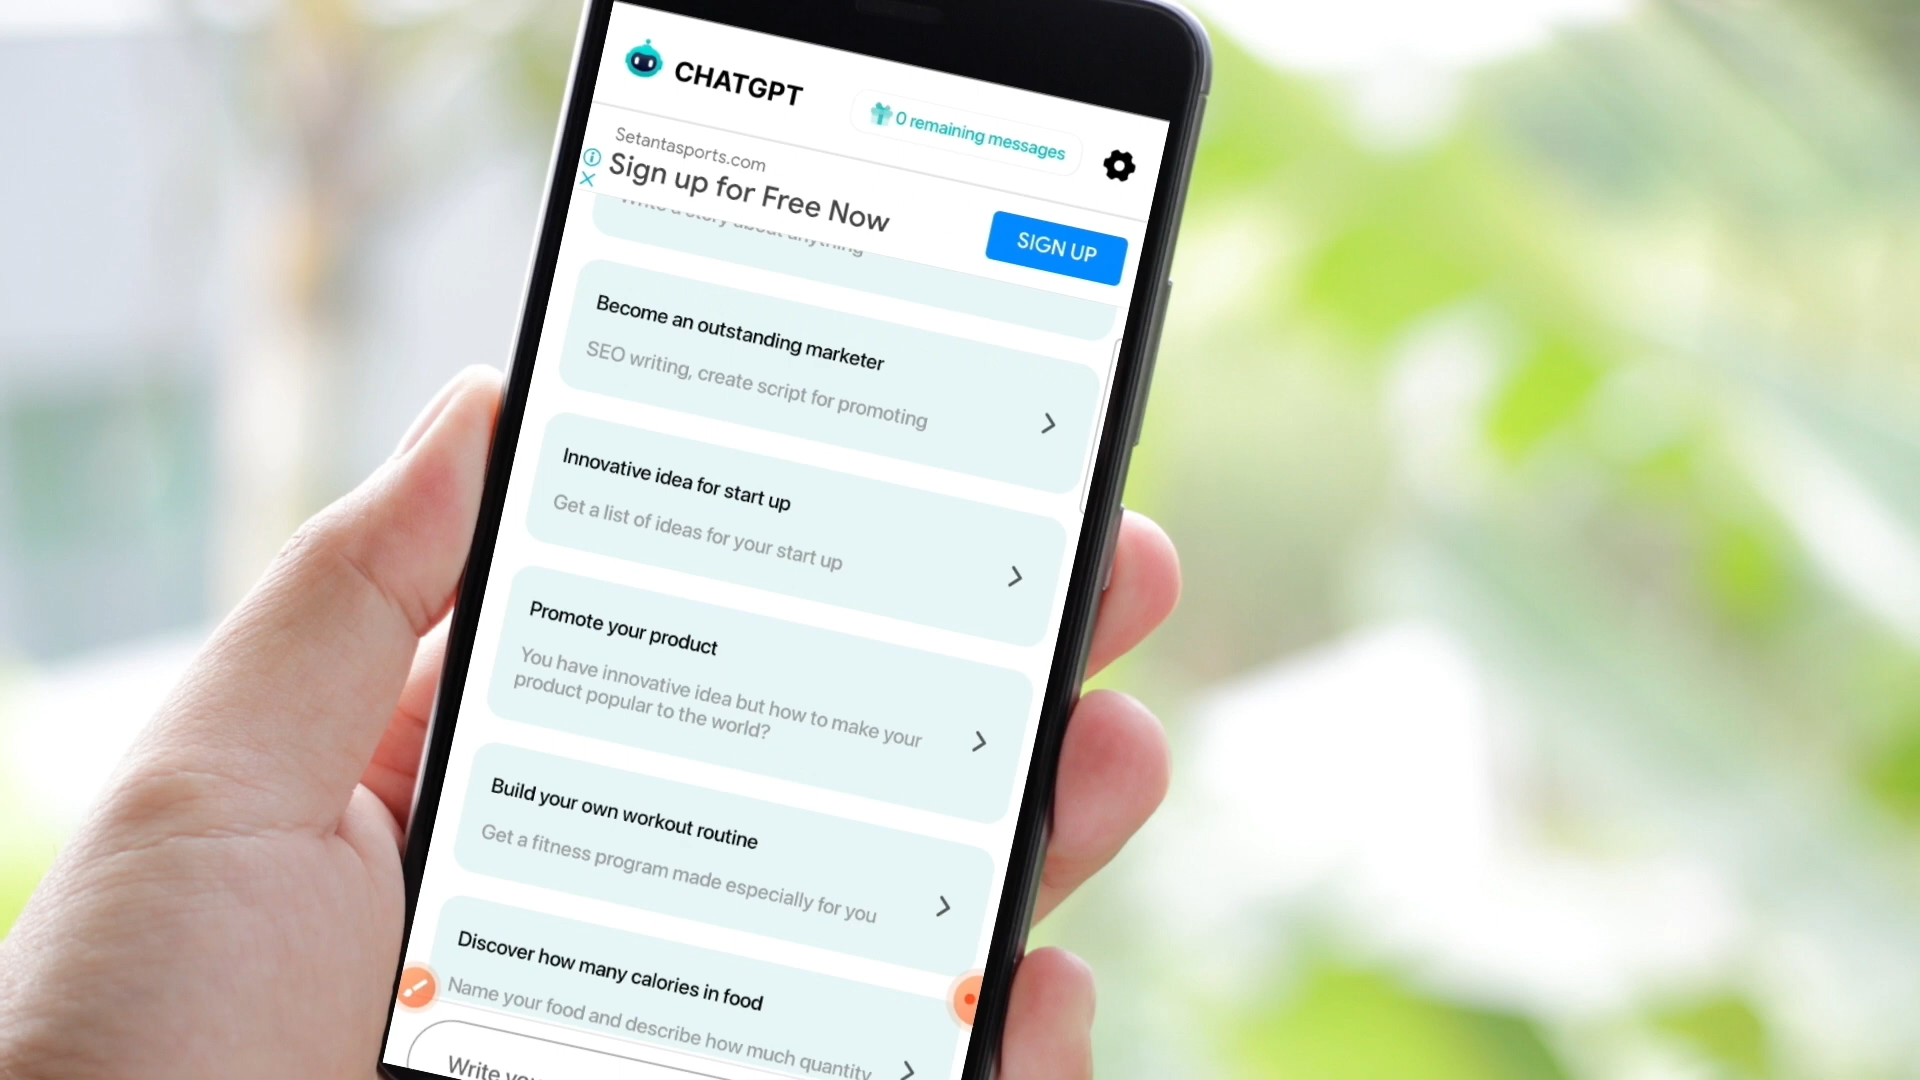 CHATGPT
0 remaining messages
Setantasports.com
Sign up for Free Now
SIGN UP
Write a story about anything
Become an outstanding marketer
SEO writing, create script for promoting
Innovative idea for start up
Get a list of ideas for your start up
Promote your product
You have innovative idea but how to make your
product popular to the world?
Build your own workout routine
Get a fitness program made especially for you
Discover how many calories in food
Name your food and describe how much quantity
Write